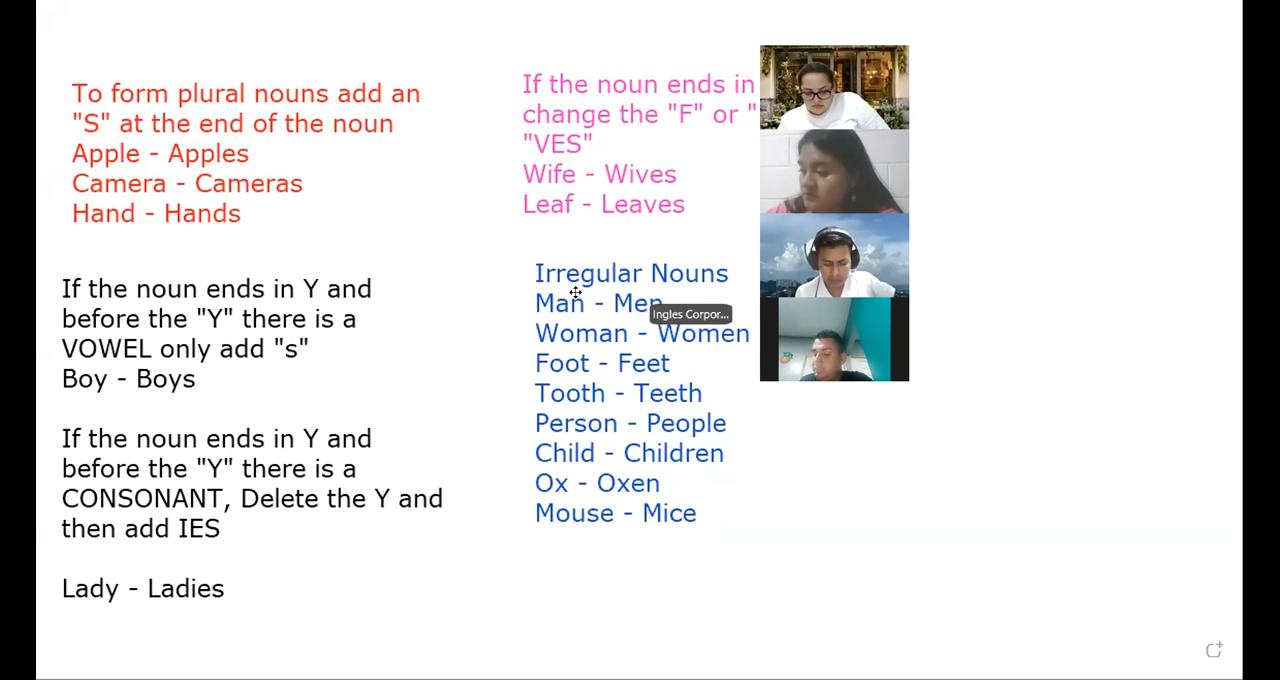 To form plural nouns add an
"S" at the end of the noun
Apple - Apples
Camera - Cameras
Hand - Hands
If the noun ends in Y and
before the "Y" there is a
VOWEL only add "s"
Boy - Boys
If the noun ends in Y and
before the "Y" there is a
CONSONANT, Delete the Y and
then add IES
Lady - Ladies
If the noun ends in
change the "F" or "
"VES"
Wife - Wives
Leaf - Leaves
Irregular Nouns
Man - Men
Ingles Corpor...
Woman - Women
Foot - Feet
Tooth - Teeth
Person - People
Child - Children
Ox - Oxen
Mouse - Mice